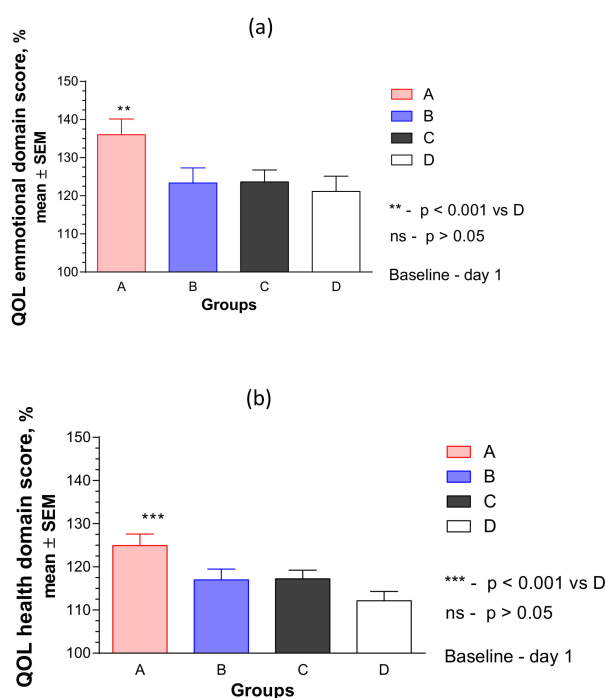 (a)
QOL emmotional domain score, %
mean ± SEM
150
140
130
120
110
100
**
A
B
C
D
Groups
A
B
C
D
** - p < 0.001 vs D
ns - p > 0.05
Baseline - day 1
(b)
QOL health domain score, %
mean ± SEM
150
140
130
120
110
100
***
A
B
C
D
Groups
A
B
C
D
*** - p < 0.001 vs D
ns - p > 0.05
Baseline - day 1